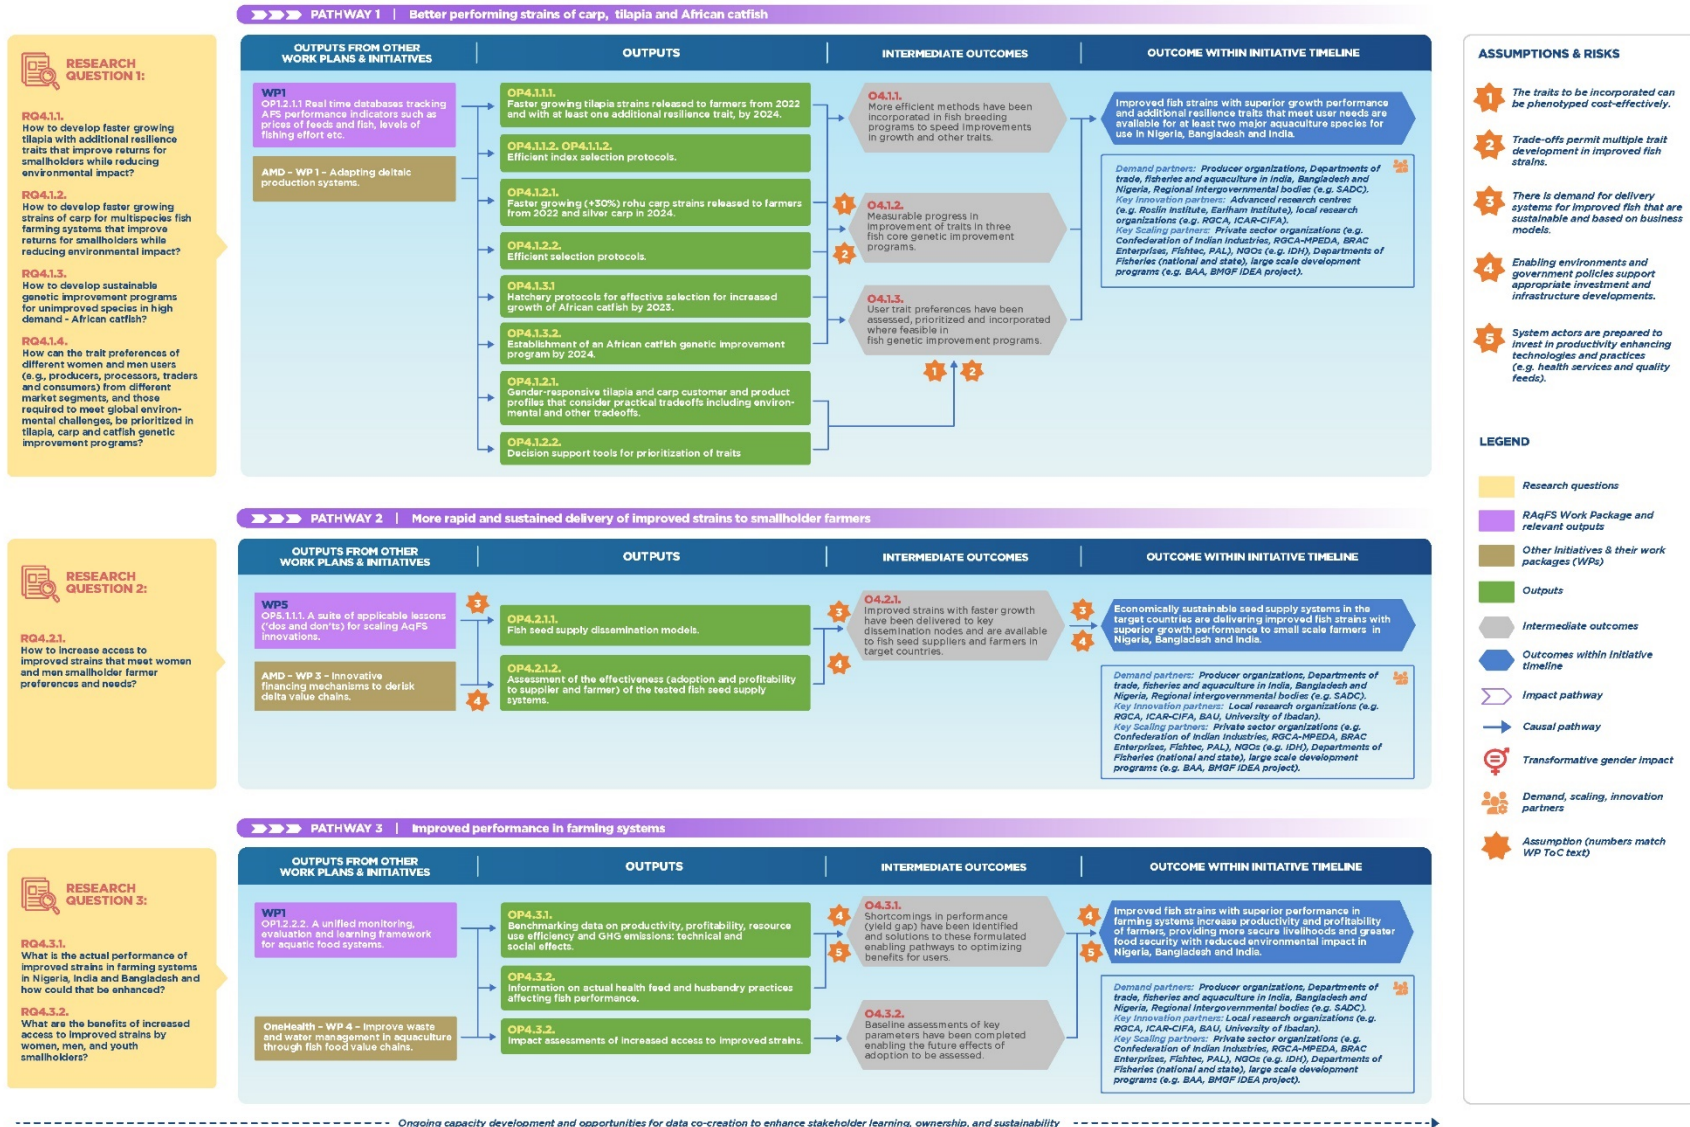 PATHWAY 1 | Better performing strains of carp, tilapia and African catfish
RESEARCH
QUESTION 1:
RQ4.1.1.
How to develop faster growing
tilapia with additional resilience
traits that improve returns for
smallholders while reducing
environmental impact?
RQ4.1.2.
How to develop faster growing
strains of carp for multispecies fish
farming systems that improve
returns for smallholders while
reducing environmental impact?
RQ4.1.3.
How to develop sustainable
genetic improvement programs
for unimproved species in high
demand - African catfish?
RQ4.1.4.
How can the trait preferences of
different women and men users
(e.g., producers, processors, traders
and consumers) from different
market segments, and those
required to meet global environ-
mental challenges, be prioritized in
tilapia, carp and catfish genetic
improvement programs?
OUTPUTS FROM OTHER
WORK PLANS & INITIATIVES
OUTPUTS
INTERMEDIATE OUTCOMES
OUTCOME WITHIN INITIATIVE TIMELINE
WP1
OP1.2.1.1 Real time databases tracking
AFS performance indicators such as
prices of feeds and fish, levels of
fishing effort etc.
AMD – WP 1 – Adapting deltaic
production systems.
OP4.1.1.1.
Faster growing tilapia strains released to farmers from 2022
and with at least one additional resilience trait, by 2024.
OP4.1.1.2. OP4.1.1.2.
Efficient index selection protocols.
OP4.1.2.1.
Faster growing (+30%) rohu carp strains released to farmers
from 2022 and silver carp in 2024.
OP4.1.2.2.
Efficient selection protocols.
OP4.1.3.1
Hatchery protocols for effective selection for increased
growth of African catfish by 2023.
OP4.1.3.2.
Establishment of an African catfish genetic improvement
program by 2024.
OP4.1.2.1.
Gender-responsive tilapia and carp customer and product
profiles that consider practical tradeoffs including environ-
mental and other tradeoffs.
OP4.1.2.2.
Decision support tools for prioritization of traits
O4.1.1.
More efficient methods have been
incorporated in fish breeding
programs to speed improvements
in growth and other traits.
1
2
O4.1.2.
Measurable progress in
improvement of traits in three
fish core genetic improvement
programs.
O4.1.3.
User trait preferences have been
assessed, prioritized and incorporated
where feasible in
fish genetic improvement programs.
1
2
Improved fish strains with superior growth performance
and additional resilience traits that meet user needs are
available for at least two major aquaculture species for
use in Nigeria, Bangladesh and India.
Demand partners: Producer organizations, Departments of
trade, fisheries and aquaculture in India, Bangladesh and
Nigeria, Regional Intergovernmental bodies (e.g. SADC).
Key Innovation partners: Advanced research centres
(e.g. Roslin Institute, Earlham Institute), local research
organizations (e.g. RGCA, ICAR-CIFA).
Key Scaling partners: Private sector organizations (e.g.
Confederation of Indian Industries, RGCA-MPEDA, BRAC
Enterprises, Fishtec, PAL), NGOs (e.g. IDH), Departments of
Fisheries (national and state), large scale development
programs (e.g. BAA, BMGF IDEA project).
PATHWAY 2 | More rapid and sustained delivery of improved strains to smallholder farmers
RESEARCH
QUESTION 2:
RQ4.2.1.
How to increase access to
improved strains that meet women
and men smallholder farmer
preferences and needs?
OUTPUTS FROM OTHER
WORK PLANS & INITIATIVES
OUTPUTS
INTERMEDIATE OUTCOMES
OUTCOME WITHIN INITIATIVE TIMELINE
WP5
OP5.1.1.1. A suite of applicable lessons
('dos and don'ts') for scaling AqFS
innovations.
AMD – WP 3 – Innovative
financing mechanisms to derisk
delta value chains.
3
4
OP4.2.1.1.
Fish seed supply dissemination models.
OP4.2.1.2.
Assessment of the effectiveness (adoption and profitability
to supplier and farmer) of the tested fish seed supply
systems.
3
4
O4.2.1.
Improved strains with faster growth
have been delivered to key
dissemination nodes and are available
to fish seed suppliers and farmers in
target countries.
3
4
Economically sustainable seed supply systems in the
target countries are delivering improved fish strains with
superior growth performance to small scale farmers in
Nigeria, Bangladesh and India.
Demand partners: Producer organizations, Departments of
trade, fisheries and aquaculture in India, Bangladesh and
Nigeria, Regional intergovernmental bodies (e.g. SADC).
Key Innovation partners: Local research organizations (e.g.
RGCA, ICAR-CIFA, BAU, University of Ibadan).
Key Scaling partners: Private sector organizations (e.g.
Confederation of Indian Industries, RGCA-MPEDA, BRAC
Enterprises, Fishtec, PAL), NGOs (e.g. IDH), Departments of
Fisheries (national and state), large scale development
programs (e.g. BAA, BMGF IDEA project).
PATHWAY 3 | Improved performance in farming systems
RESEARCH
QUESTION 3:
RQ4.3.1.
What is the actual performance of
improved strains in farming systems
in Nigeria, India and Bangladesh and
how could that be enhanced?
RQ4.3.2.
What are the benefits of increased
access to improved strains by
women, men, and youth
smallholders?
OUTPUTS FROM OTHER
WORK PLANS & INITIATIVES
OUTPUTS
INTERMEDIATE OUTCOMES
OUTCOME WITHIN INITIATIVE TIMELINE
WP1
OP1.2.2.2. A unified monitoring,
evaluation and learning framework
for aquatic food systems.
OneHealth – WP 4 – Improve waste
and water management in aquaculture
through fish food value chains.
OP4.3.1.
Benchmarking data on productivity, profitability, resource
use efficiency and GHG emissions: technical and
social effects.
OP4.3.2.
Information on actual health feed and husbandry practices
affecting fish performance.
OP4.3.2.
Impact assessments of increased access to improved strains.
4
5
O4.3.1.
Shortcomings in performance
(yield gap) have been identified
and solutions to these formulated
enabling pathways to optimizing
benefits for users.
O4.3.2.
Baseline assessments of key
parameters have been completed
enabling the future effects of
adoption to be assessed.
4
5
Improved fish strains with superior performance in
farming systems increase productivity and profitability
of farmers, providing more secure livelihoods and greater
food security with reduced environmental impact in
Nigeria, Bangladesh and India.
Demand partners: Producer organizations, Departments of
trade, fisheries and aquaculture in India, Bangladesh and
Nigeria, Regional Intergovernmental bodies (e.g. SADC).
Key Innovation partners: Local research organizations (e.g.
RGCA, ICAR-CIFA, BAU, University of Ibadan).
Key Scaling partners: Private sector organizations (e.g.
Confederation of Indian Industries, RGCA-MPEDA, BRAC
Enterprises, Fishtec, PAL), NGOs (e.g. IDH), Departments of
Fisheries (national and state), large scale development
programs (e.g. BAA, BMGF IDEA project).
Ongoing capacity development and opportunities for data co-creation to enhance stakeholder learning, ownership, and sustainability
ASSUMPTIONS & RISKS
1
The traits to be incorporated can
be phenotyped cost-effectively.
2
Trade-offs permit multiple trait
development in improved fish
strains.
3
There is demand for delivery
systems for improved fish that are
sustainable and based on business
models.
4
Enabling environments and
government policies support
appropriate investment and
infrastructure developments.
5
System actors are prepared to
invest in productivity enhancing
technologies and practices
(e.g. health services and quality
feeds).
LEGEND
Research questions
RAqFS Work Package and
relevant outputs
Other Initiatives & their work
packages (WPs)
Outputs
Intermediate outcomes
Outcomes within Initiative
timeline
Impact pathway
Causal pathway
Transformative gender impact
Demand, scaling, innovation
partners
Assumption (numbers match
WP ToC text)